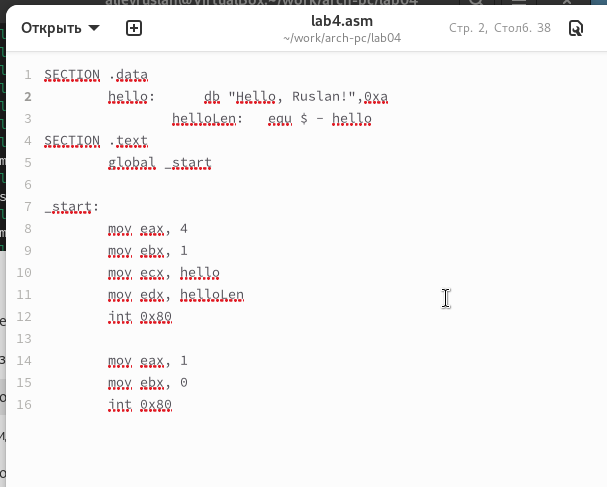 Открыть
lab4.asm
~/work/arch-pc/lab04
Стр. 2, Столб. 38
1 SECTION .data
2 hello: db "Hello, Ruslan!",0xa
3 helloLen: equ $ - hello
4 SECTION .text
5 global _start
6
7 _start:
8 mov eax, 4
9 mov ebx, 1
10 mov ecx, hello
11 mov edx, helloLen
12 int 0x80
13
14 mov eax, 1
15 mov ebx, 0
16 int 0x80